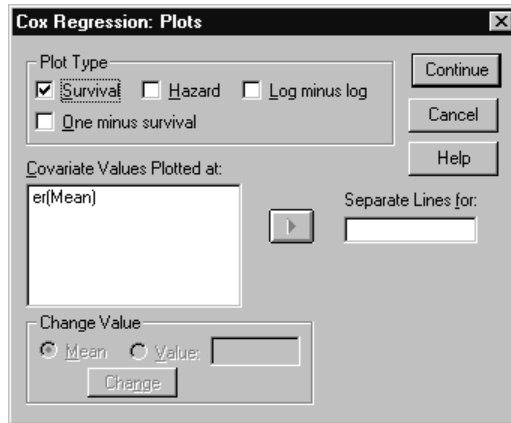 Cox Regression: Plots
Plot Type
Survival
Hazard
Log minus log
One minus survival
Continue
Cancel
Help
Covariate Values Plotted at:
er(Mean)
Separate Lines for:
Change Value
Mean
Value:
Change